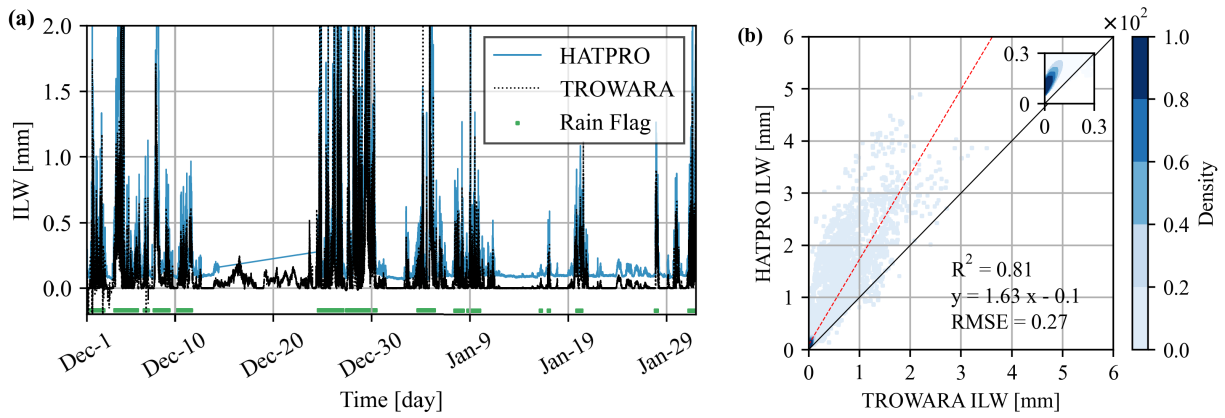 (a)
2.0
1.5
1.0
0.5
0.0
ILW [mm]
HATPRO
TROWARA
Rain Flag
Dec-1
Dec-10
Dec-20
Dec-30
Jan-9
Jan-19
Jan-29
Time [day]
(b)
×10²
6
5
4
3
2
1
0
HATPRO ILW [mm]
0.3
0
0 0.3
R² = 0.81
y = 1.63 x - 0.1
RMSE = 0.27
0 1 2 3 4 5 6
TROWARA ILW [mm]
1.0
0.8
0.6
0.4
0.2
0.0
Density